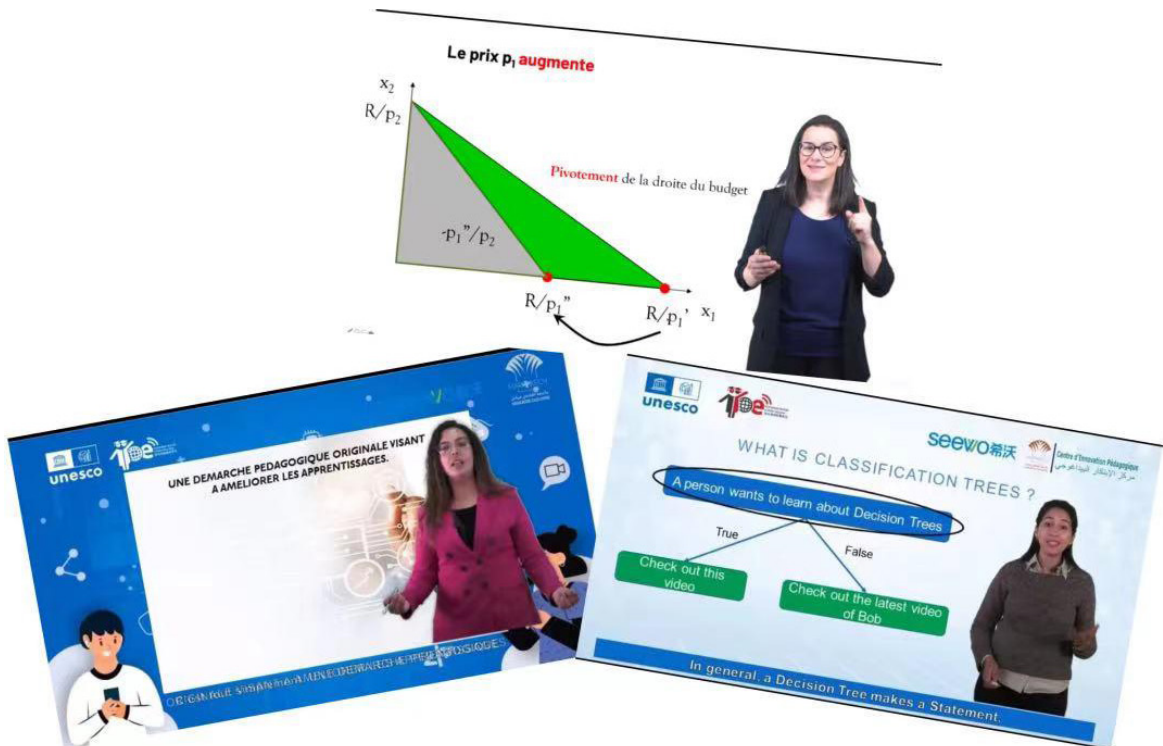 Le prix p₁ augmente
x₂
R/p₂
Pivotement de la droite du budget
-p₁"/p₂
R/p₁"
R/p₁'
x₁
unesco
UNE DEMARCHE PEDAGOGIQUE ORIGINALE VISANT
A AMELIORER LES APPRENTISSAGES.
unesco
seewo希沃
Centre d'Innovation Pédagogique
مركز الابتكار البيداغوجي
WHAT IS CLASSIFICATION TREES ?
A person wants to learn about Decision Trees
True
False
Check out this
video
Check out the latest video
of Bob
In general, a Decision Tree makes a Statement,